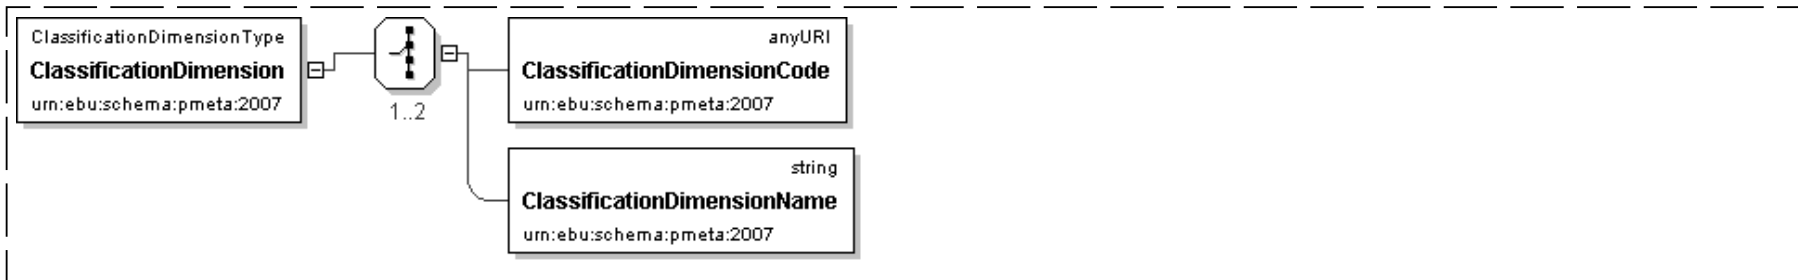 ClassificationDimensionType
ClassificationDimension
urn:ebu:schema:pmeta:2007
1..2
anyURI
ClassificationDimensionCode
urn:ebu:schema:pmeta:2007
string
ClassificationDimensionName
urn:ebu:schema:pmeta:2007